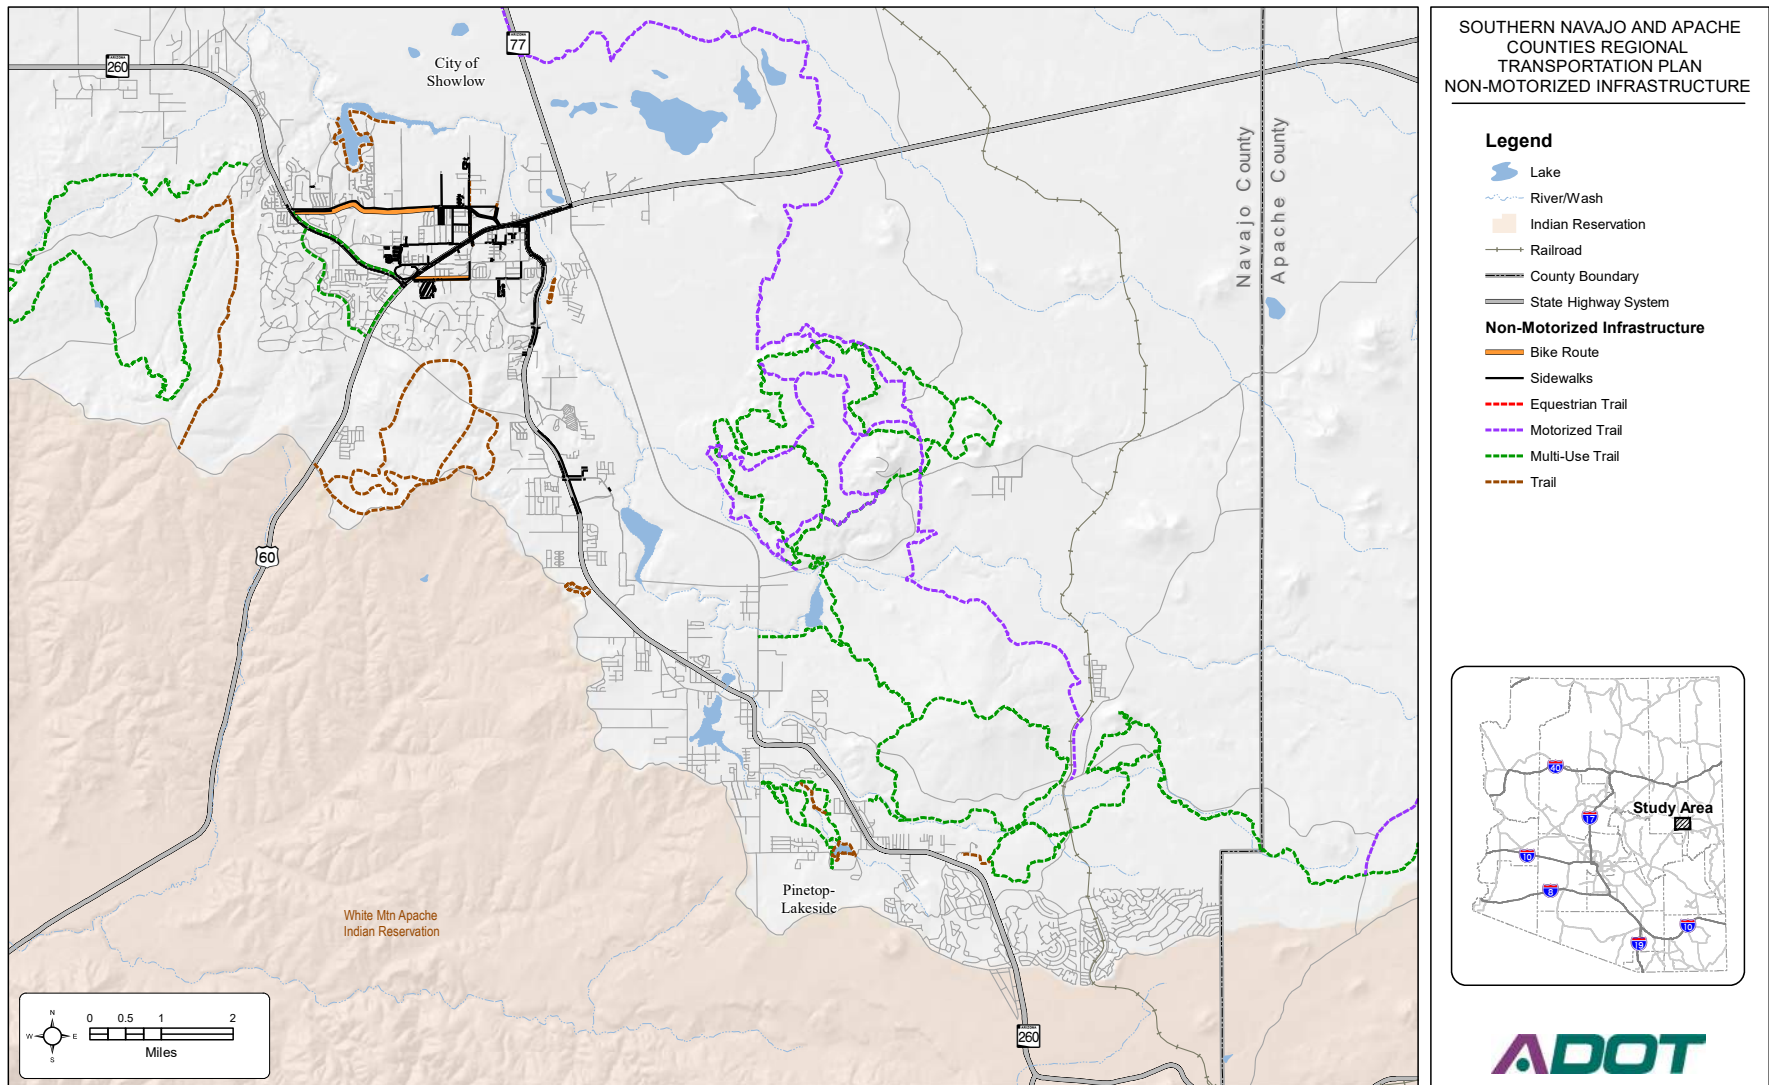 ARIZONA
260
ARIZONA
77
City of
Showlow
Navajo County
Apache County
60
Pinetop-
Lakeside
White Mtn Apache
Indian Reservation
ARIZONA
260
N
W
E
S
0
0.5
1
2
Miles
SOUTHERN NAVAJO AND APACHE
COUNTIES REGIONAL
TRANSPORTATION PLAN
NON-MOTORIZED INFRASTRUCTURE
Legend
Lake
River/Wash
Indian Reservation
Railroad
County Boundary
State Highway System
Non-Motorized Infrastructure
Bike Route
Sidewalks
Equestrian Trail
Motorized Trail
Multi-Use Trail
Trail
40
Study Area
17
10
8
10
19
ADOT